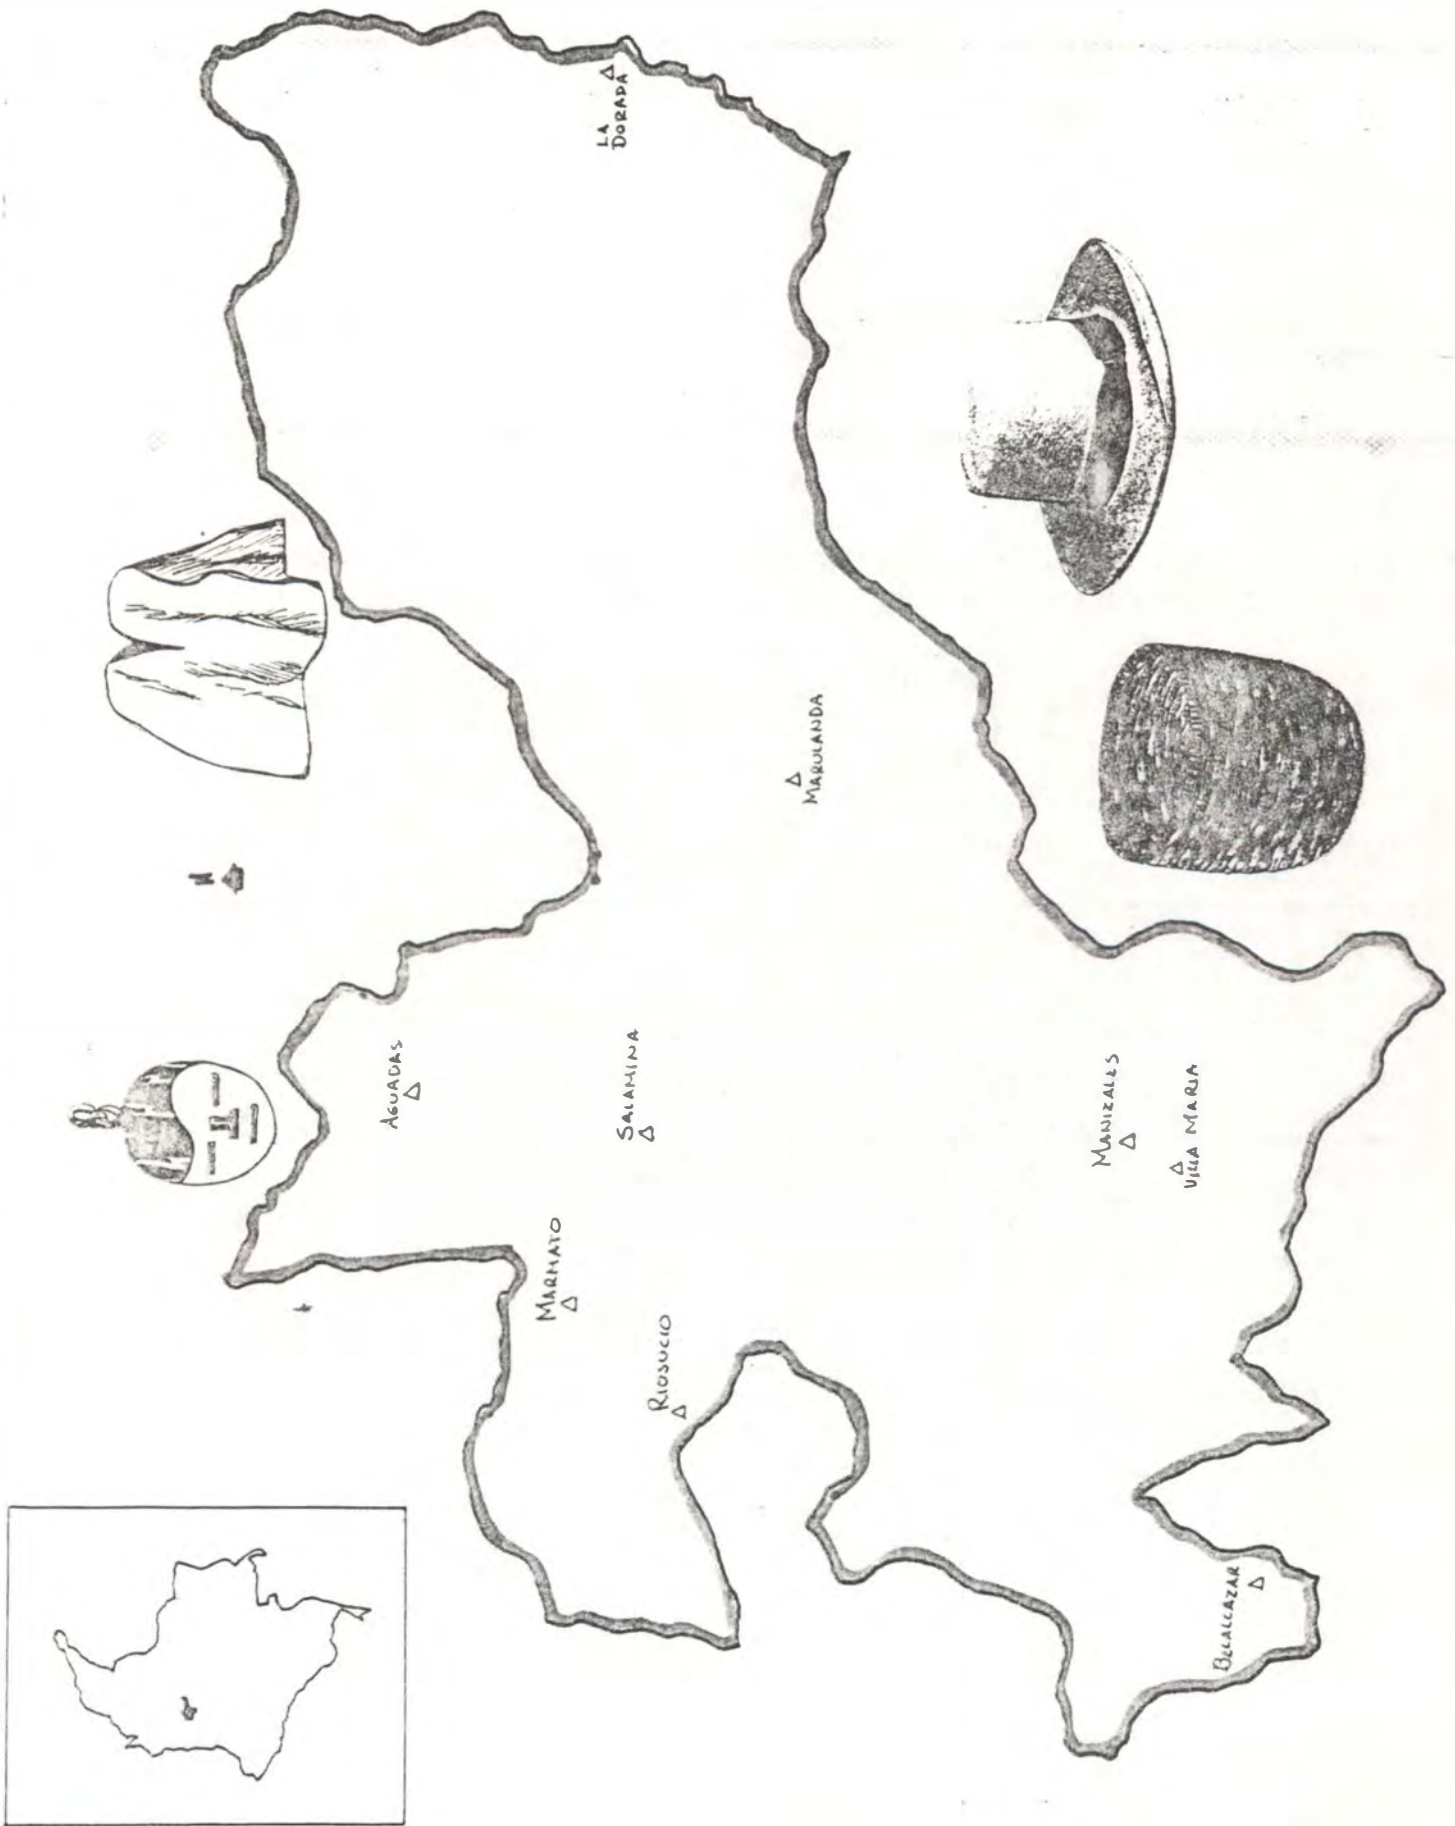 N
AGUADAS
MARMATO
SALAMINA
LA
DORADA
RIOSUCIO
MARULANDA
MANIZALES
VILLA MARIA
BELALCAZAR